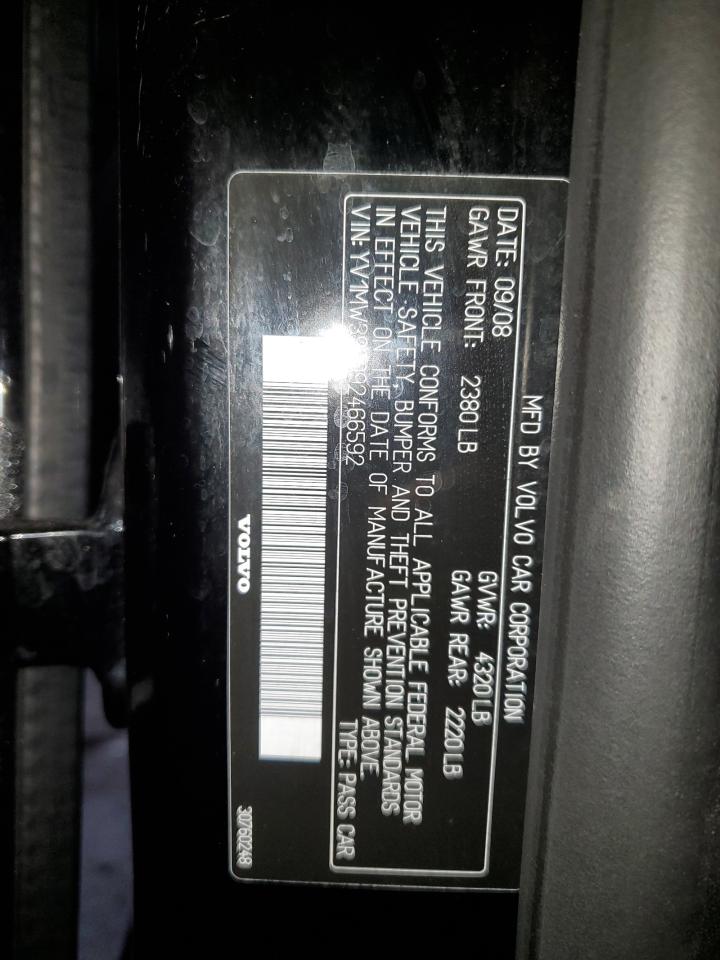 MFD BY VOLVO CAR CORPORATION
DATE: 09/08 GVWR: 4320LB
GAWR FRONT: 2380LB GAWR REAR: 2220LB
THIS VEHICLE CONFORMS TO ALL APPLICABLE FEDERAL MOTOR
VEHICLE SAFETY, BUMPER AND THEFT PREVENTION STANDARDS
IN EFFECT ON THE DATE OF MANUFACTURE SHOWN ABOVE
VIN: TYPE: PASS CAR
VOLVO
30760248